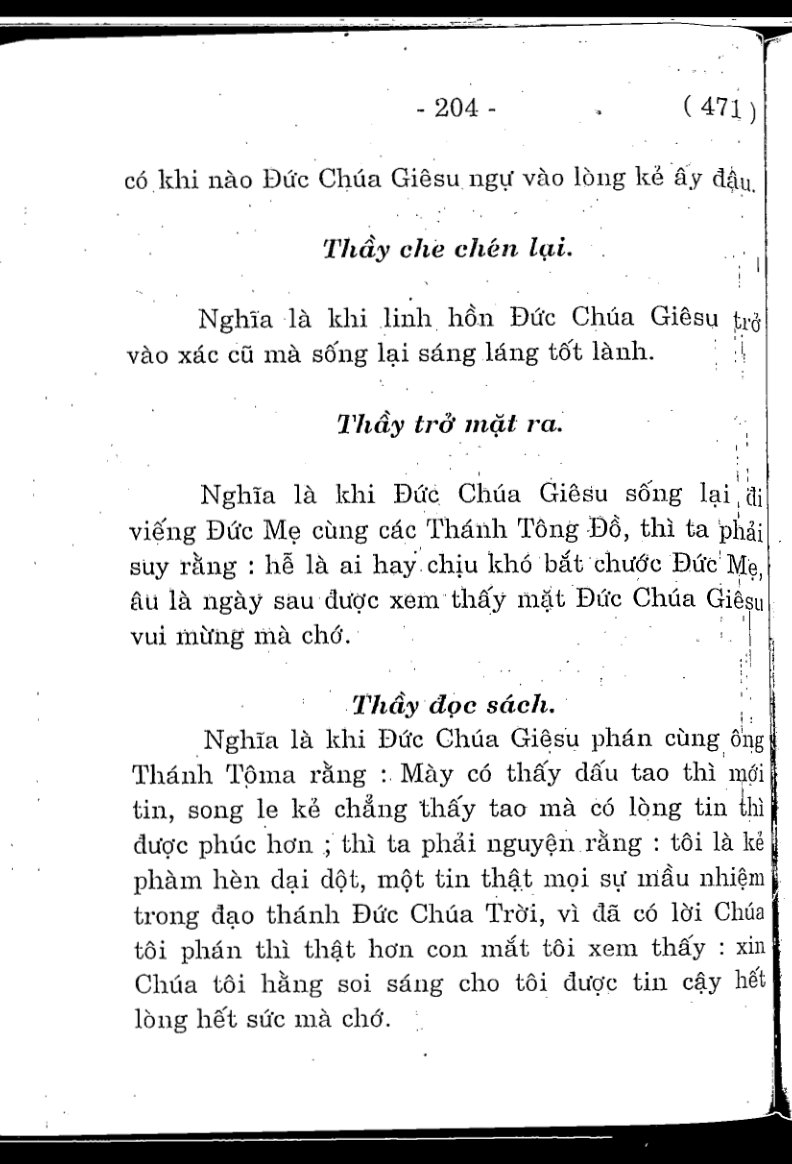 - 204 - ( 471 )
có khi nào Đức Chúa Giêsu ngự vào lòng kẻ ấy đâu.
Thầy che chén lại.
Nghĩa là khi linh hồn Đức Chúa Giêsu trở
vào xác cũ mà sống lại sáng láng tốt lành.
Thầy trở mặt ra.
Nghĩa là khi Đức Chúa Giêsu sống lại đi
viếng Đức Mẹ cùng các Thánh Tông Đồ, thì ta phải
suy rằng : hễ là ai hay chịu khó bắt chước Đức Mẹ,
âu là ngày sau được xem thấy mặt Đức Chúa Giêsu
vui mừng mà chớ.
Thầy đọc sách.
Nghĩa là khi Đức Chúa Giêsu phán cùng ông
Thánh Tôma rằng : Mày có thấy dấu tao thì mới
tin, song le kẻ chẳng thấy tao mà có lòng tin thì
được phúc hơn ; thì ta phải nguyện rằng : tôi là kẻ
phàm hèn dại dột, một tin thật mọi sự mầu nhiệm
trong đạo thánh Đức Chúa Trời, vì đã có lời Chúa
tôi phán thì thật hơn con mắt tôi xem thấy : xin
Chúa tôi hằng soi sáng cho tôi được tin cậy hết
lòng hết sức mà chớ.